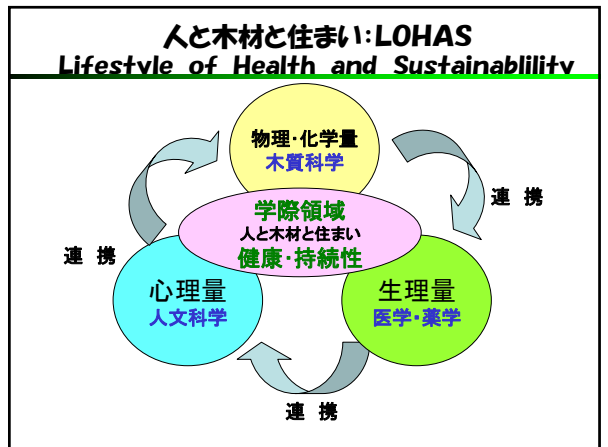 人と木材と住まい:LOHAS
Lifestyle of Health and Sustainablility
物理・化学量
木質科学
連 携
学際領域
人と木材と住まい
健康・持続性
連 携
心理量
人文科学
生理量
医学・薬学
連 携